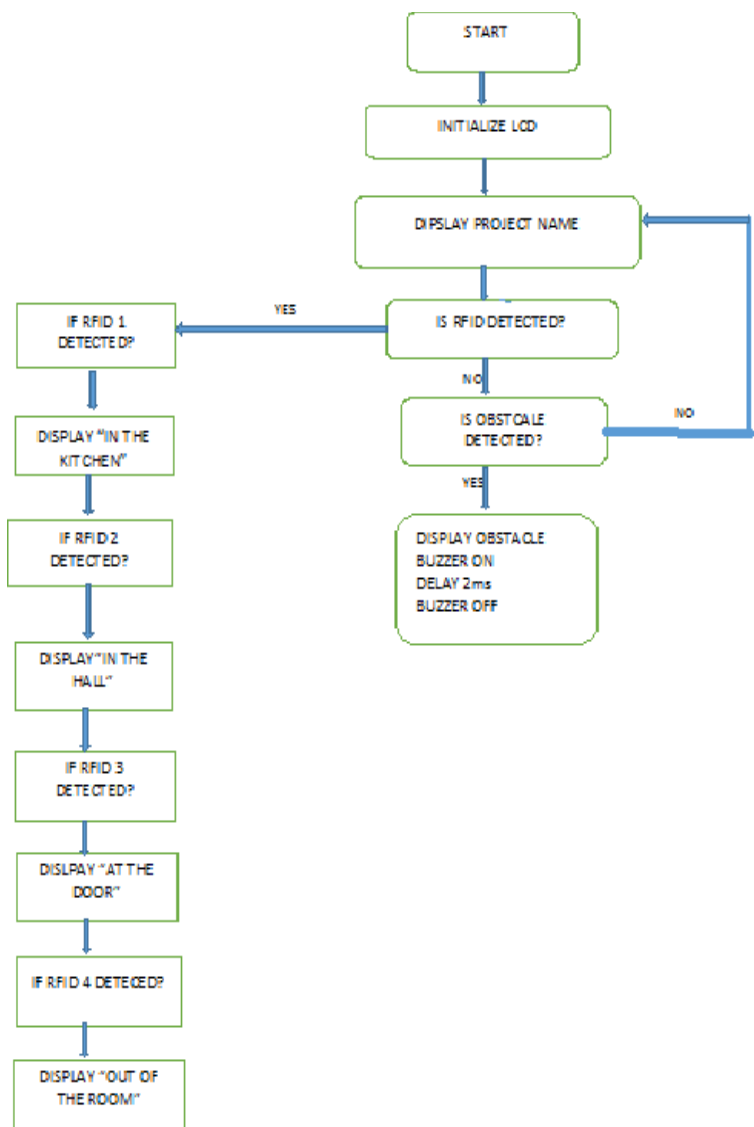 START
INITIALIZE LCD
DIPSLAY PROJECT NAME
IS RFID DETECTED?
YES
IF RFID 1
DETECTED?
NO
IS OBSTCALE
DETECTED?
NO
DISPLAY "IN THE
KITCHEN"
YES
IF RFID 2
DETECTED?
DISPLAY OBSTACLE
BUZZER ON
DELAY 2ms
BUZZER OFF
DISPLAY "IN THE
HALL"
IF RFID 3
DETECTED?
DISLPAY "AT THE
DOOR"
IF RFID 4 DETECED?
DISPLAY "OUT OF
THE ROOM"